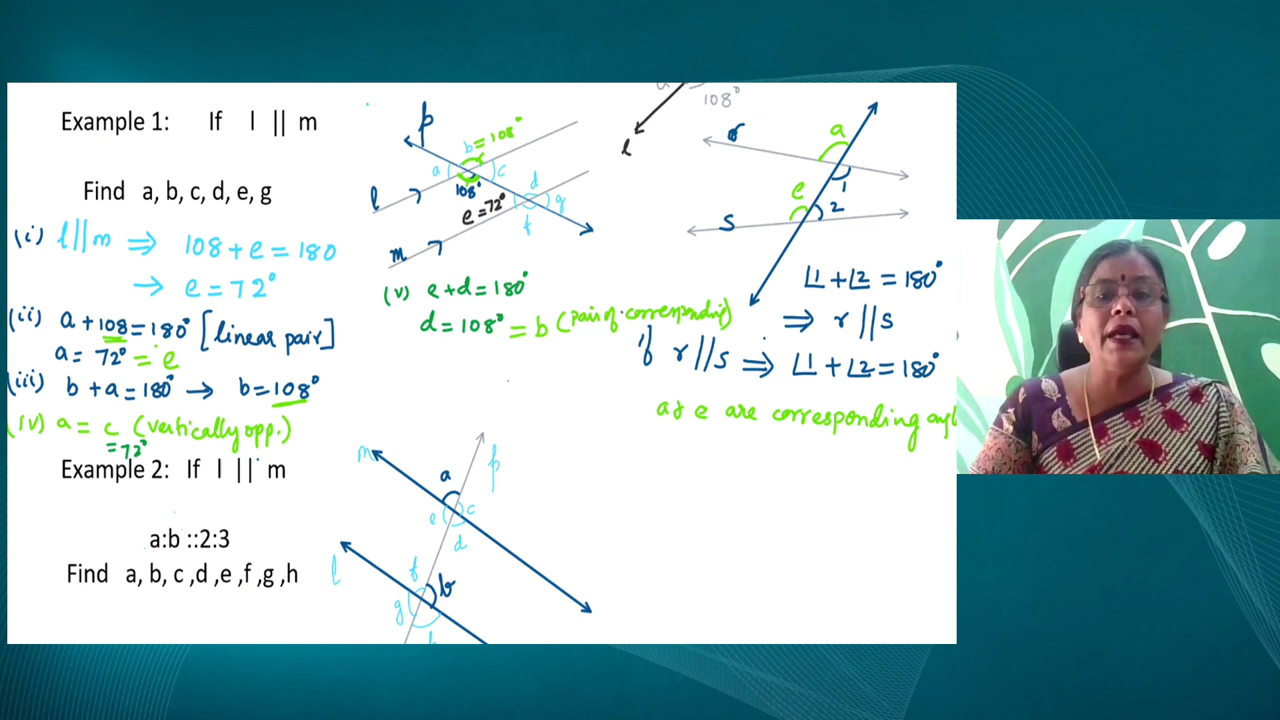 Example 1: If l || m
Find a, b, c, d, e, g
(i) l||m ⇒ 108+e=180
→ e=72°
(ii) a+108=180° [linear pair]
a= 72° = e
(iii) b+a=180° → b=108°
(iv) a= c (vertically opp.)
=72°
p
b=108°
a
c
108°
l
d
e=72°
g
f
m
(v) e+d=180°
d=108° = b (pair of corresponding)
108°
l
r
a
1
e
2
s
∠1+∠2=180°
⇒ r||s
If r||s ⇒ ∠1+∠2=180°
a & e are corresponding
Example 2: If l || m
a:b ::2:3
Find a, b, c ,d ,e ,f ,g ,h
m
a
p
e
c
d
l
f
b
g